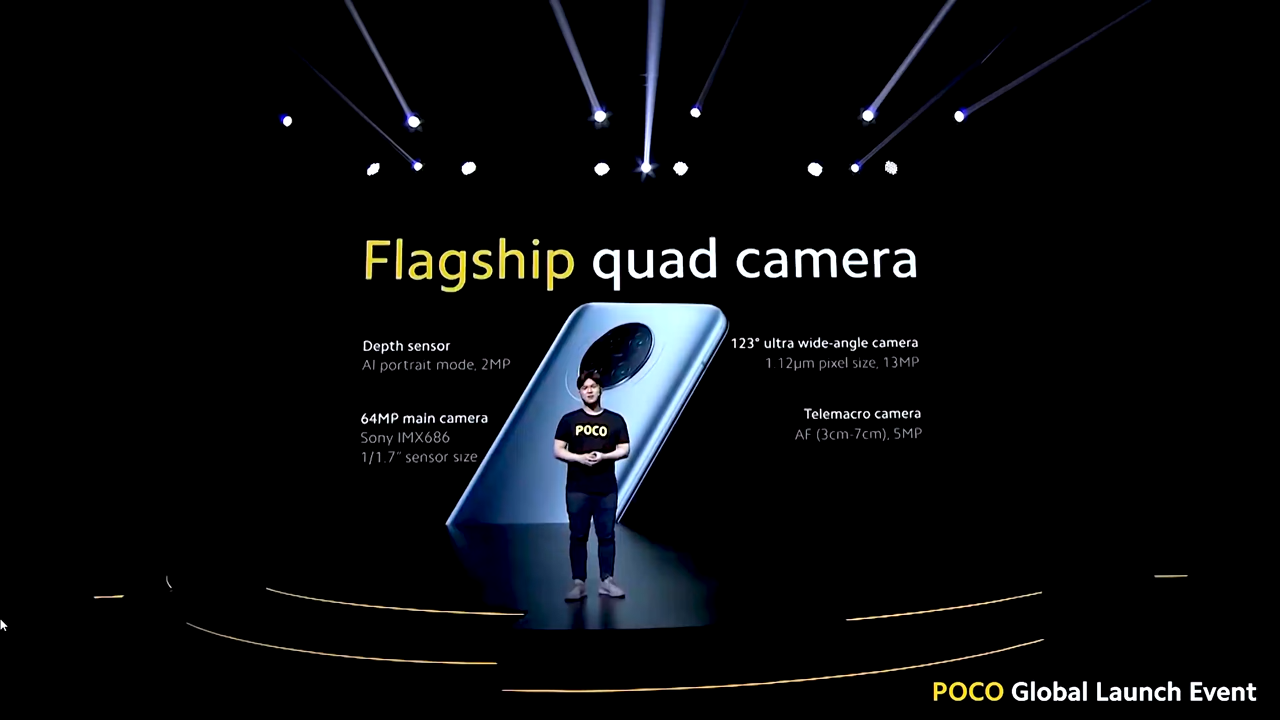 Flagship quad camera
Depth sensor
AI portrait mode, 2MP
64MP main camera
Sony IMX686
1/1.7″ sensor size
123° ultra wide-angle camera
1.12μm pixel size, 13MP
Telemacro camera
AF (3cm-7cm), 5MP
POCO
POCO Global Launch Event